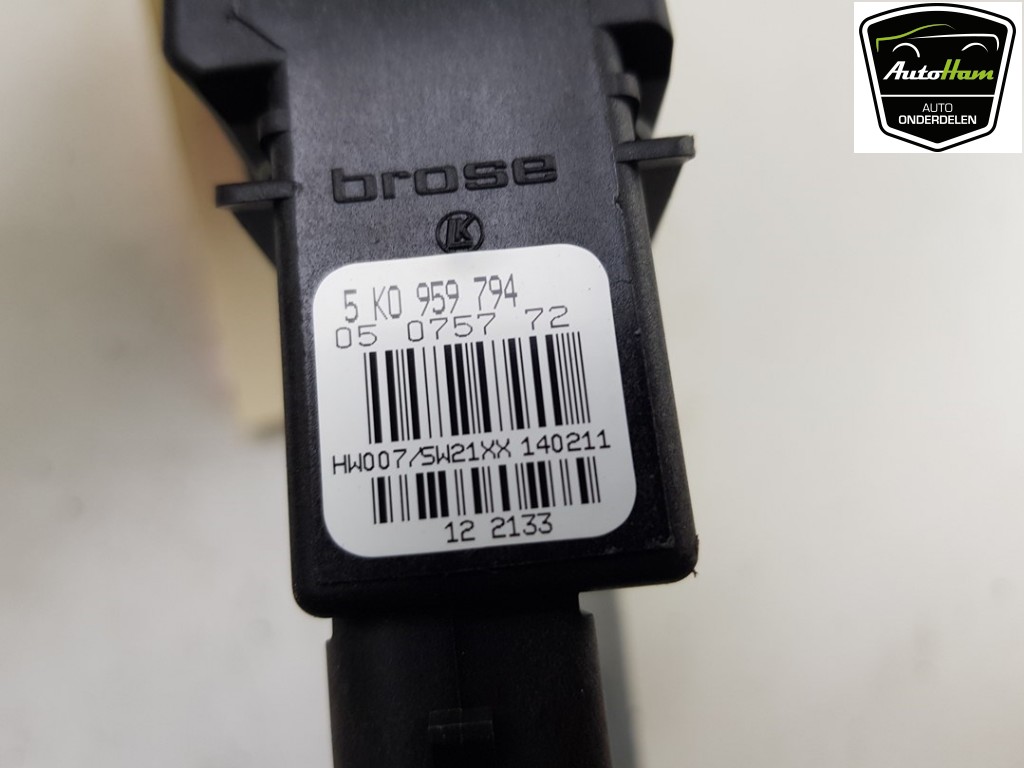 AutoHam
AUTO
ONDERDELEN
brose
K
5 K0 959 794
05 0757 72
HW007/SW21XX 140211
12 2133